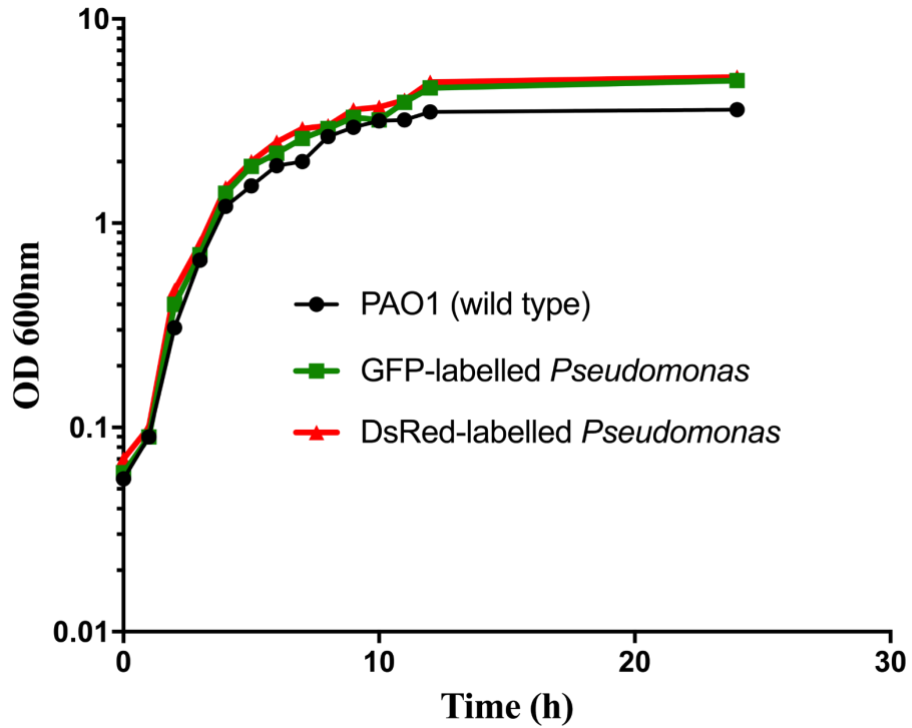 10
1
0.1
0.01
OD 600nm
PAO1 (wild type)
GFP-labelled Pseudomonas
DsRed-labelled Pseudomonas
0 10 20 30
Time (h)